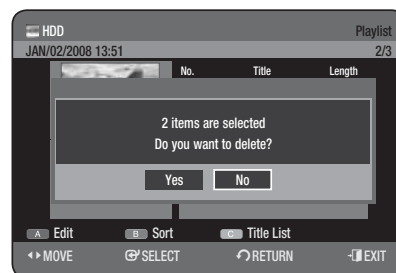 HDD Playlist
JAN/02/2008 13:51 2/3
No. Title Length
2 items are selected
Do you want to delete?
Yes No
A Edit B Sort C Title List
MOVE SELECT RETURN EXIT